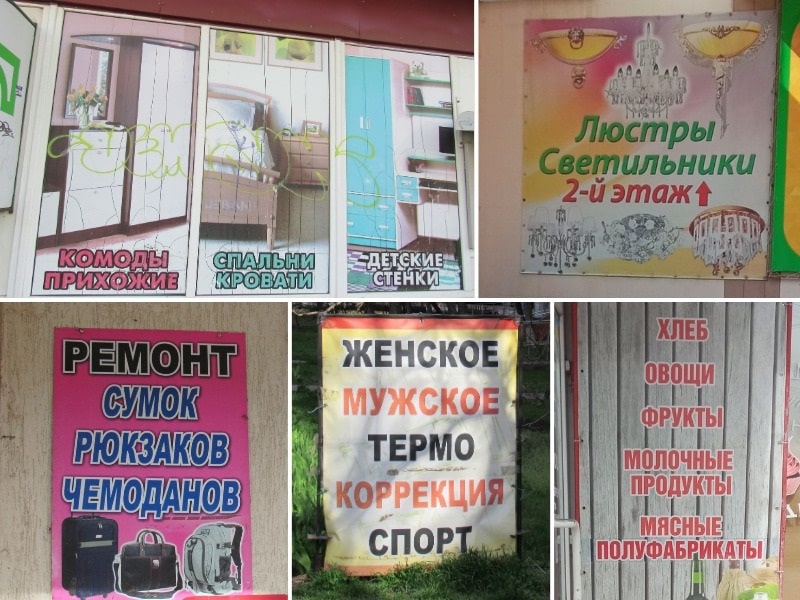 КОМОДЫ
ПРИХОЖИЕ
СПАЛЬНИ
КРОВАТИ
ДЕТСКИЕ
СТЕНКИ
Люстры
Светильники
2-й этаж
РЕМОНТ
СУМОК
РЮКЗАКОВ
ЧЕМОДАНОВ
ЖЕНСКОЕ
МУЖСКОЕ
ТЕРМО
КОРРЕКЦИЯ
СПОРТ
ХЛЕБ
ОВОЩИ
ФРУКТЫ
МОЛОЧНЫЕ
ПРОДУКТЫ
МЯСНЫЕ
ПОЛУФАБРИКАТЫ